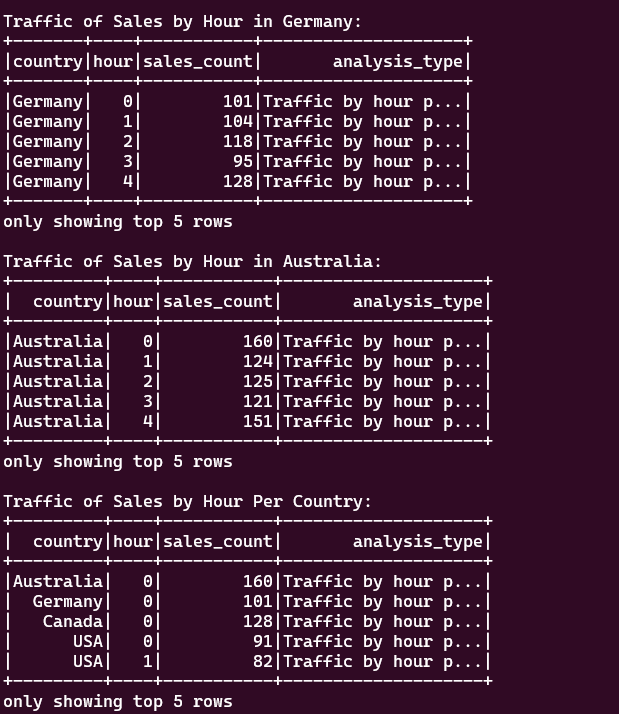 Traffic of Sales by Hour in Germany:
+-------+----+-----------+--------------------+
|country|hour|sales_count|       analysis_type|
+-------+----+-----------+--------------------+
|Germany|   0|        101|Traffic by hour p...|
|Germany|   1|        104|Traffic by hour p...|
|Germany|   2|        118|Traffic by hour p...|
|Germany|   3|         95|Traffic by hour p...|
|Germany|   4|        128|Traffic by hour p...|
+-------+----+-----------+--------------------+
only showing top 5 rows

Traffic of Sales by Hour in Australia:
+---------+----+-----------+--------------------+
|  country|hour|sales_count|       analysis_type|
+---------+----+-----------+--------------------+
|Australia|   0|        160|Traffic by hour p...|
|Australia|   1|        124|Traffic by hour p...|
|Australia|   2|        125|Traffic by hour p...|
|Australia|   3|        121|Traffic by hour p...|
|Australia|   4|        151|Traffic by hour p...|
+---------+----+-----------+--------------------+
only showing top 5 rows

Traffic of Sales by Hour Per Country:
+---------+----+-----------+--------------------+
|  country|hour|sales_count|       analysis_type|
+---------+----+-----------+--------------------+
|Australia|   0|        160|Traffic by hour p...|
|  Germany|   0|        101|Traffic by hour p...|
|   Canada|   0|        128|Traffic by hour p...|
|      USA|   0|         91|Traffic by hour p...|
|      USA|   1|         82|Traffic by hour p...|
+---------+----+-----------+--------------------+
only showing top 5 rows